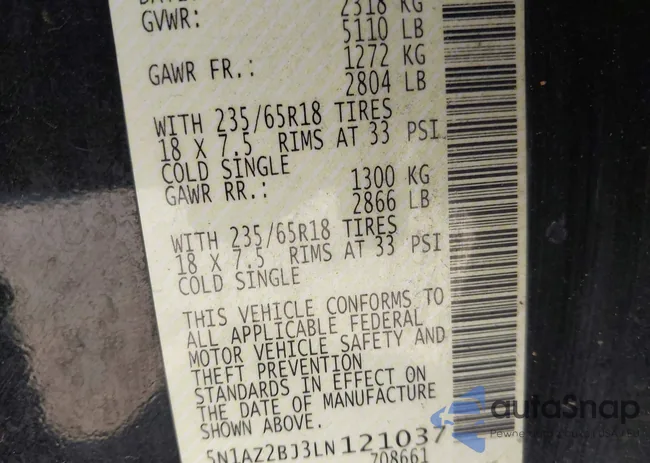 2318 KG
GVWR: 5110 LB
1272 KG
GAWR FR.: 2804 LB
WITH 235/65R18 TIRES
18 X 7.5 RIMS AT 33 PSI
COLD SINGLE
GAWR RR.: 1300 KG
2866 LB
WITH 235/65R18 TIRES
18 X 7.5 RIMS AT 33 PSI
COLD SINGLE
THIS VEHICLE CONFORMS TO
ALL APPLICABLE FEDERAL
MOTOR VEHICLE SAFETY AND
THEFT PREVENTION
STANDARDS IN EFFECT ON
THE DATE OF MANUFACTURE
SHOWN ABOVE.
5N1AZ2BJ3LN121037
708661
autoSnap